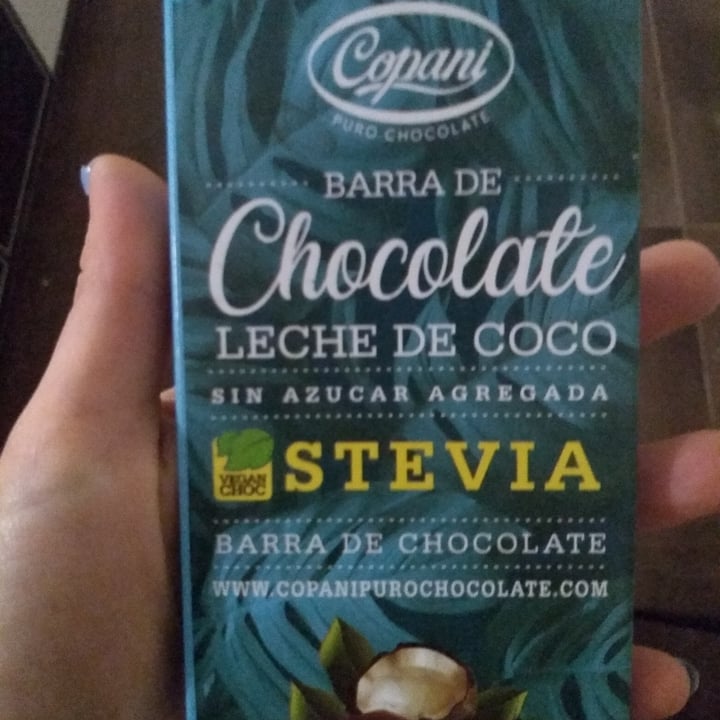 Copani
PURO CHOCOLATE
BARRA DE
Chocolate
LECHE DE COCO
SIN AZUCAR AGREGADA
VEGAN
CHOC
STEVIA
BARRA DE CHOCOLATE
WWW.COPANIPUROCHOCOLATE.COM